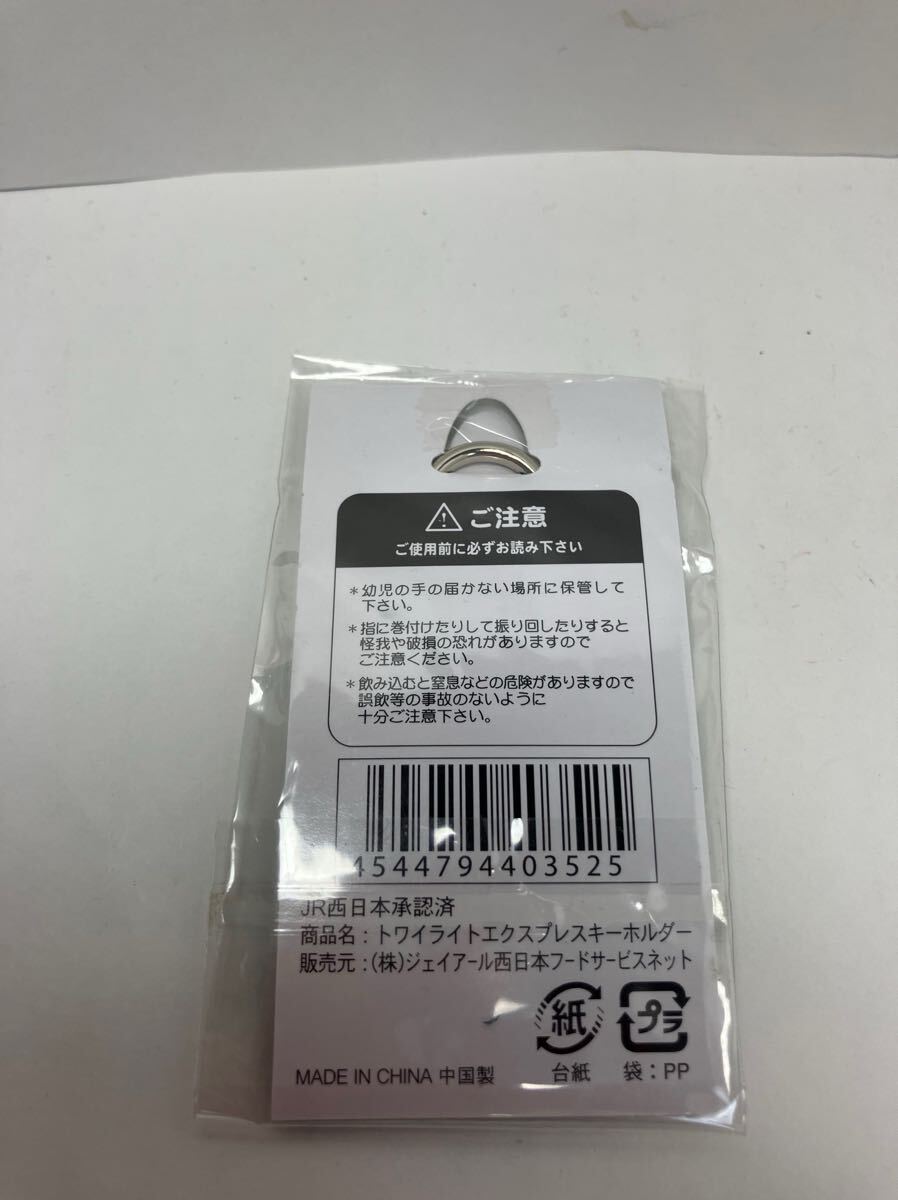 ご注意
ご使用前に必ずお読み下さい
*幼児の手の届かない場所に保管して
下さい。
*指に巻付けたりして振り回したりすると
怪我や破損の恐れがありますので
ご注意ください。
*飲み込むと窒息などの危険がありますので
誤飲等の事故のないように
十分ご注意下さい。
4544794403525
JR西日本承認済
商品名：トワイライトエクスプレスキーホルダー
販売元：(株)ジェイアール西日本フードサービスネット
紙 プラ
MADE IN CHINA 中国製 台紙 袋：PP